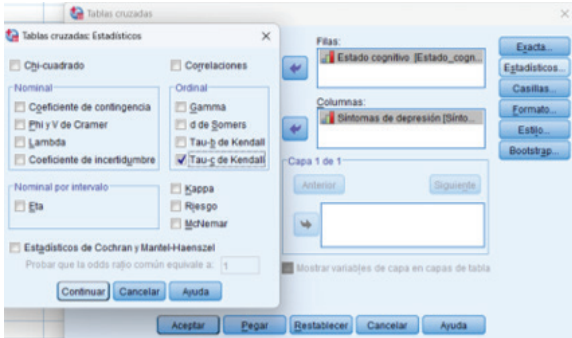 Tablas cruzadas
Tablas cruzadas: Estadísticos
Chi-cuadrado
Correlaciones
Nominal
Coeficiente de contingencia
Phi y V de Cramer
Lambda
Coeficiente de incertidumbre
Ordinal
Gamma
d de Somers
Tau-b de Kendall
Tau-c de Kendall
Nominal por intervalo
Eta
Kappa
Riesgo
McNemar
Estadísticos de Cochran y Mantel-Haenszel
Probar que la odds ratio común equivale a: 1
Continuar Cancelar Ayuda
Filas:
Estado cognitivo [Estado_cogn...
Columnas:
Síntomas de depresión [Sínto...
Capa 1 de 1
Anterior Siguiente
Mostrar variables de capa en capas de tabla
Exacta...
Estadísticos...
Casillas...
Formato...
Estilo...
Bootstrap...
Aceptar Pegar Restablecer Cancelar Ayuda